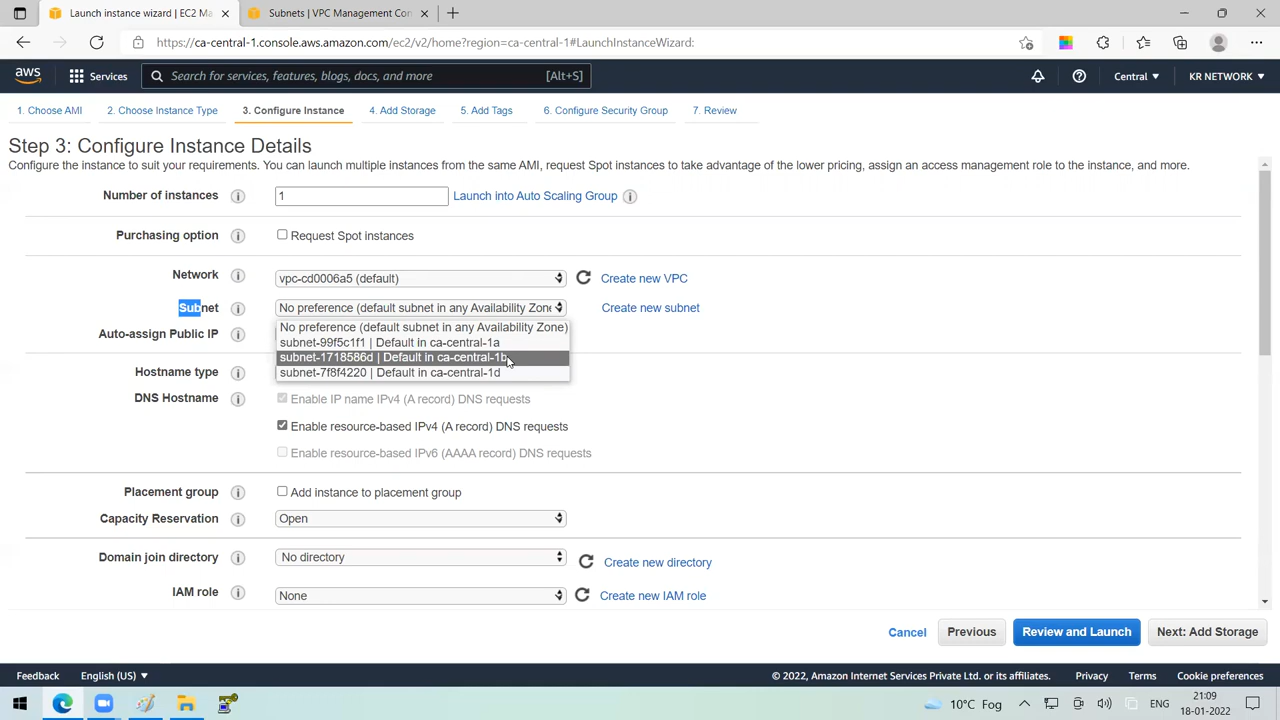 Launch instance wizard | EC2 Ma
Subnets | VPC Management Con
https://ca-central-1.console.aws.amazon.com/ec2/v2/home?region=ca-central-1#LaunchInstanceWizard:
aws
Services
Search for services, features, blogs, docs, and more
[Alt+S]
Central
KR NETWORK
1. Choose AMI
2. Choose Instance Type
3. Configure Instance
4. Add Storage
5. Add Tags
6. Configure Security Group
7. Review
Step 3: Configure Instance Details
Configure the instance to suit your requirements. You can launch multiple instances from the same AMI, request Spot instances to take advantage of the lower pricing, assign an access management role to the instance, and more.
Number of instances
1
Launch into Auto Scaling Group
Purchasing option
Request Spot instances
Network
vpc-cd0006a5 (default)
Create new VPC
Subnet
No preference (default subnet in any Availability Zone
Create new subnet
No preference (default subnet in any Availability Zone)
Auto-assign Public IP
subnet-99f5c1f1 | Default in ca-central-1a
subnet-1718586d | Default in ca-central-1b
Hostname type
subnet-7f8f4220 | Default in ca-central-1d
DNS Hostname
Enable IP name IPv4 (A record) DNS requests
Enable resource-based IPv4 (A record) DNS requests
Enable resource-based IPv6 (AAAA record) DNS requests
Placement group
Add instance to placement group
Capacity Reservation
Open
Domain join directory
No directory
Create new directory
IAM role
None
Create new IAM role
Cancel
Previous
Review and Launch
Next: Add Storage
Feedback
English (US)
© 2022, Amazon Internet Services Private Ltd. or its affiliates.
Privacy
Terms
Cookie preferences
10°C Fog
ENG
21:09
18-01-2022